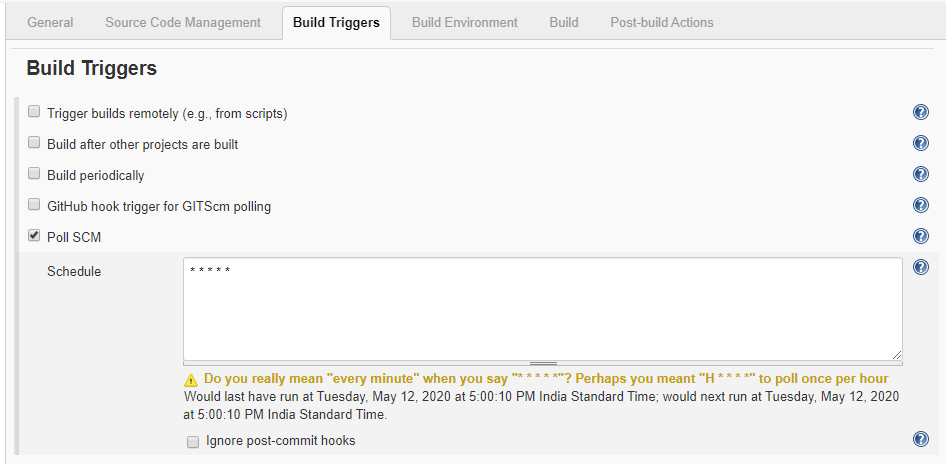 General Source Code Management Build Triggers Build Environment Build Post-build Actions
Build Triggers
Trigger builds remotely (e.g., from scripts)
Build after other projects are built
Build periodically
GitHub hook trigger for GITScm polling
Poll SCM
Schedule
* * * * *
Do you really mean "every minute" when you say "* * * * *"? Perhaps you meant "H * * * *" to poll once per hour
Would last have run at Tuesday, May 12, 2020 at 5:00:10 PM India Standard Time; would next run at Tuesday, May 12, 2020
at 5:00:10 PM India Standard Time.
Ignore post-commit hooks